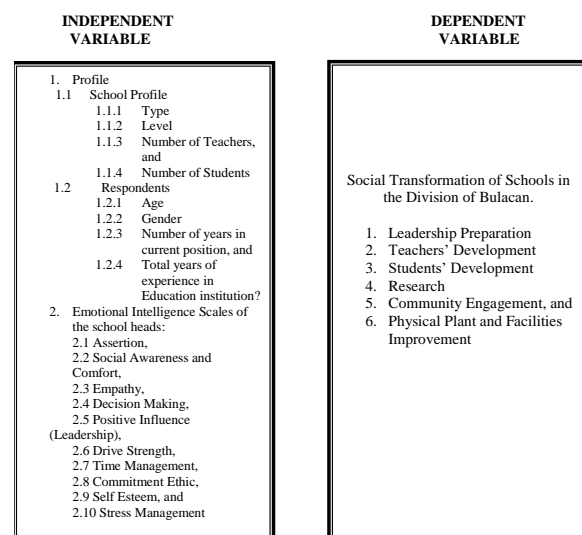 INDEPENDENT
VARIABLE
1. Profile
1.1 School Profile
1.1.1 Type
1.1.2 Level
1.1.3 Number of Teachers,
and
1.1.4 Number of Students
1.2 Respondents
1.2.1 Age
1.2.2 Gender
1.2.3 Number of years in
current position, and
1.2.4 Total years of
experience in
Education institution?
2. Emotional Intelligence Scales of
the school heads:
2.1 Assertion,
2.2 Social Awareness and
Comfort,
2.3 Empathy,
2.4 Decision Making,
2.5 Positive Influence
(Leadership),
2.6 Drive Strength,
2.7 Time Management,
2.8 Commitment Ethic,
2.9 Self Esteem, and
2.10 Stress Management
DEPENDENT
VARIABLE
Social Transformation of Schools in
the Division of Bulacan.
1. Leadership Preparation
2. Teachers’ Development
3. Students’ Development
4. Research
5. Community Engagement, and
6. Physical Plant and Facilities
Improvement